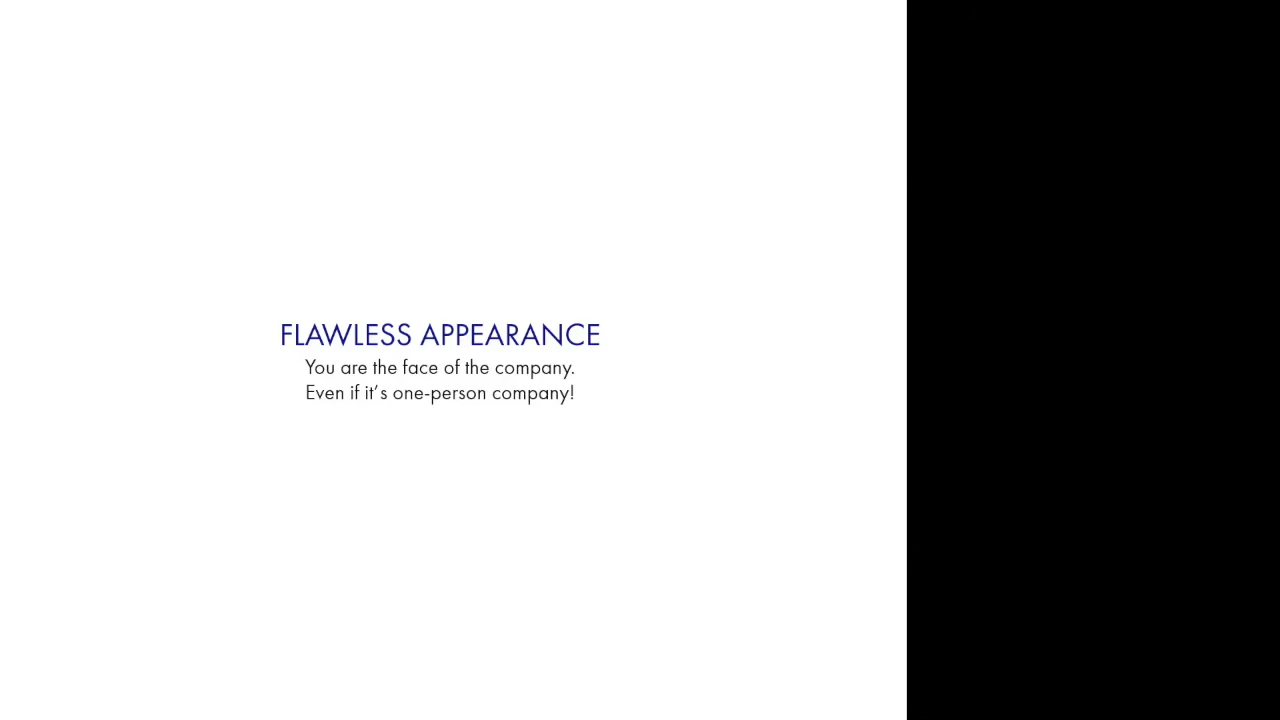 FLAWLESS APPEARANCE
You are the face of the company.
Even if it’s one-person company!